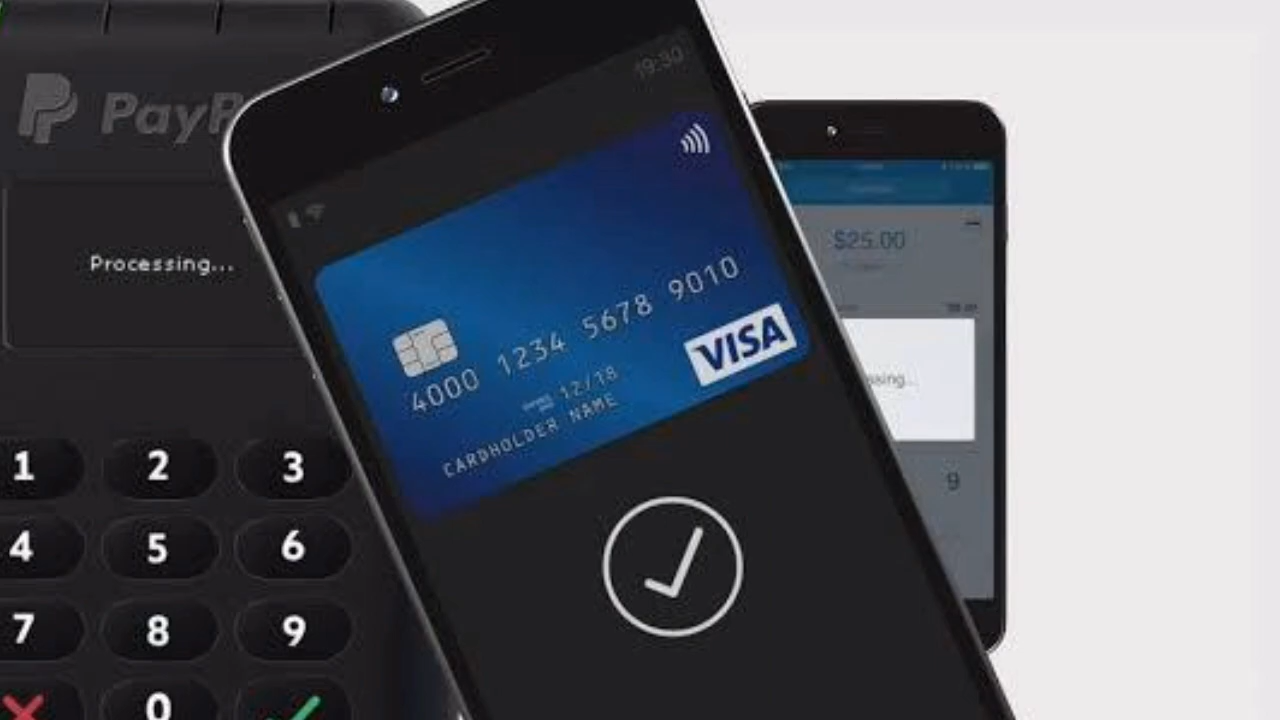 PayP
Processing...
1 2 3
4 5 6
7 8 9
0
19:30
4000 1234 5678 9010
12/18
CARDHOLDER NAME
VISA
$25.00
ssing...
9